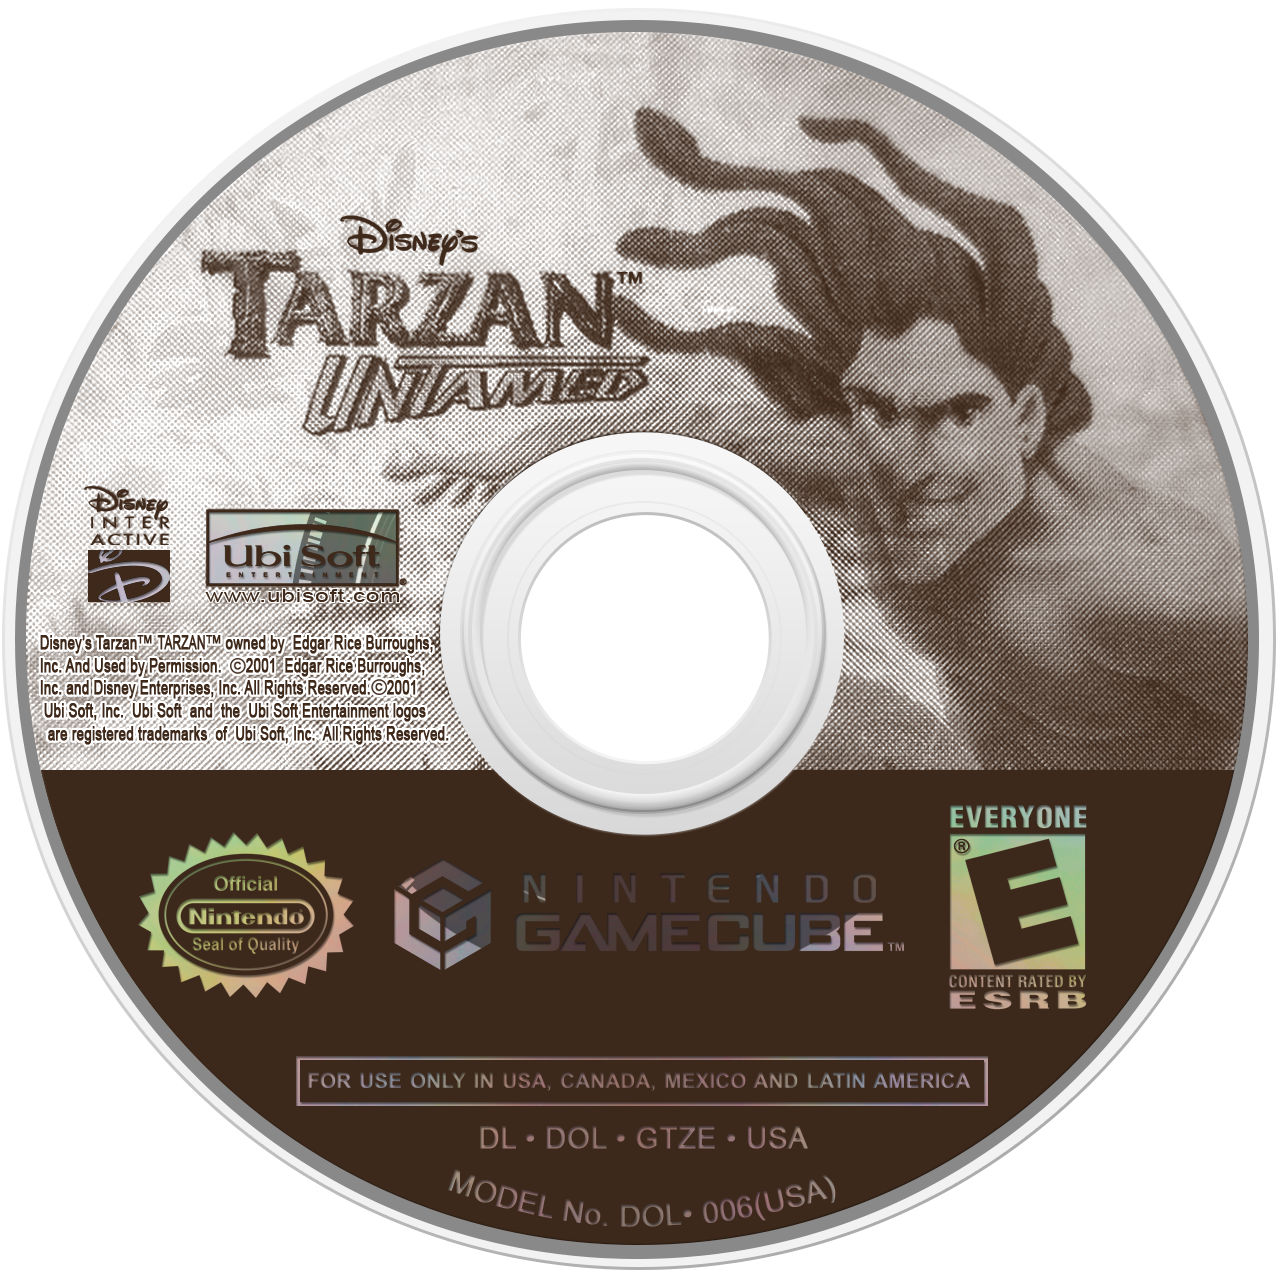 Disney's
TARZAN™
UNTAMED
Disney
INTER
ACTIVE
Ubi Soft
ENTERTAINMENT
www.ubisoft.com
Disney's Tarzan™ TARZAN™ owned by Edgar Rice Burroughs,
Inc. And Used by Permission. ©2001 Edgar Rice Burroughs,
Inc. and Disney Enterprises, Inc. All Rights Reserved.©2001
Ubi Soft, Inc. Ubi Soft and the Ubi Soft Entertainment logos
are registered trademarks of Ubi Soft, Inc. All Rights Reserved.
Official
Nintendo®
Seal of Quality
NINTENDO
GAMECUBE™
EVERYONE
®
E
CONTENT RATED BY
ESRB
FOR USE ONLY IN USA, CANADA, MEXICO AND LATIN AMERICA
DL • DOL • GTZE • USA
MODEL No. DOL• 006(USA)